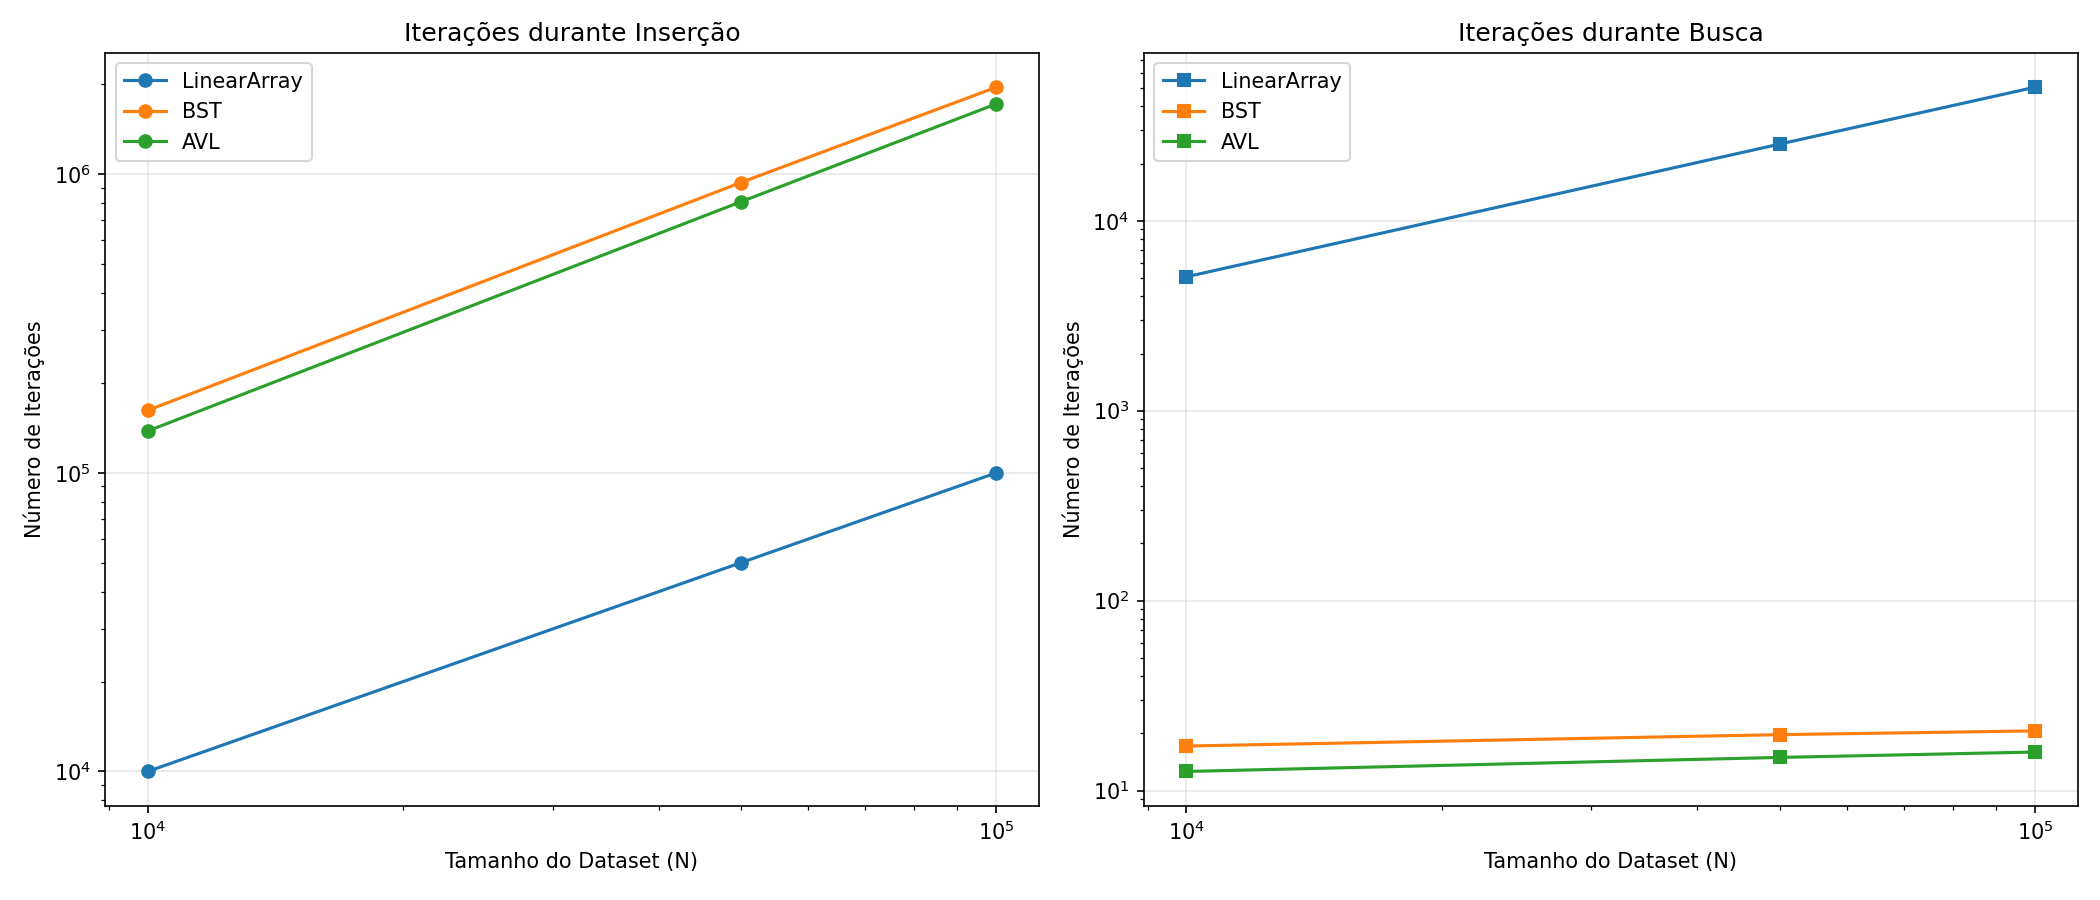 Iterações durante Inserção
LinearArray
BST
AVL
Número de Iterações
10⁶
10⁵
10⁴
10⁴
10⁵
Tamanho do Dataset (N)
Iterações durante Busca
LinearArray
BST
AVL
Número de Iterações
10⁴
10³
10²
10¹
10⁴
10⁵
Tamanho do Dataset (N)